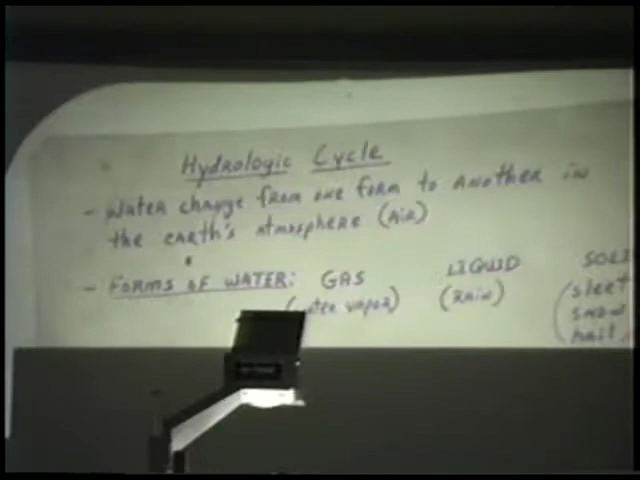 Hydrologic Cycle
- Water change from one form to another in
the earth's atmosphere (Air)
- Forms of Water: GAS LIQUID SOLI
(water vapor) (Rain) (sleet
snow
hail